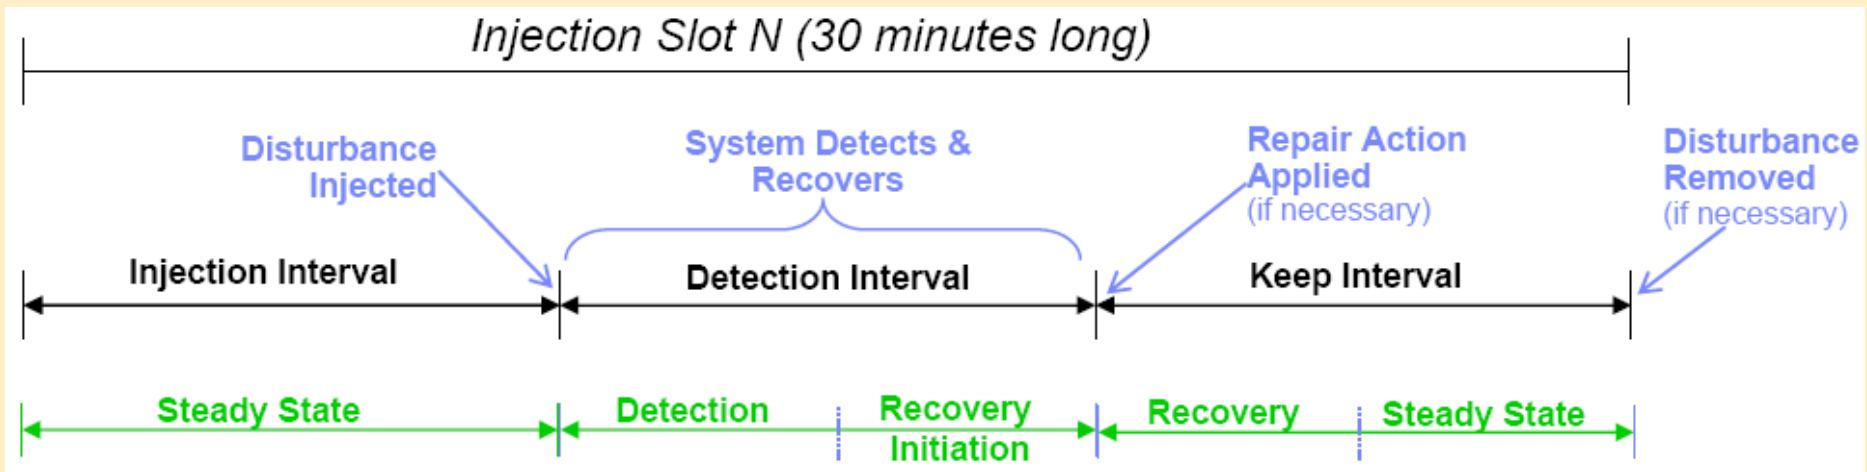 Injection Slot N (30 minutes long)
Disturbance
Injected
System Detects &
Recovers
Repair Action
Applied
(if necessary)
Disturbance
Removed
(if necessary)
Injection Interval
Detection Interval
Keep Interval
Steady State
Detection
Recovery
Initiation
Recovery
Steady State